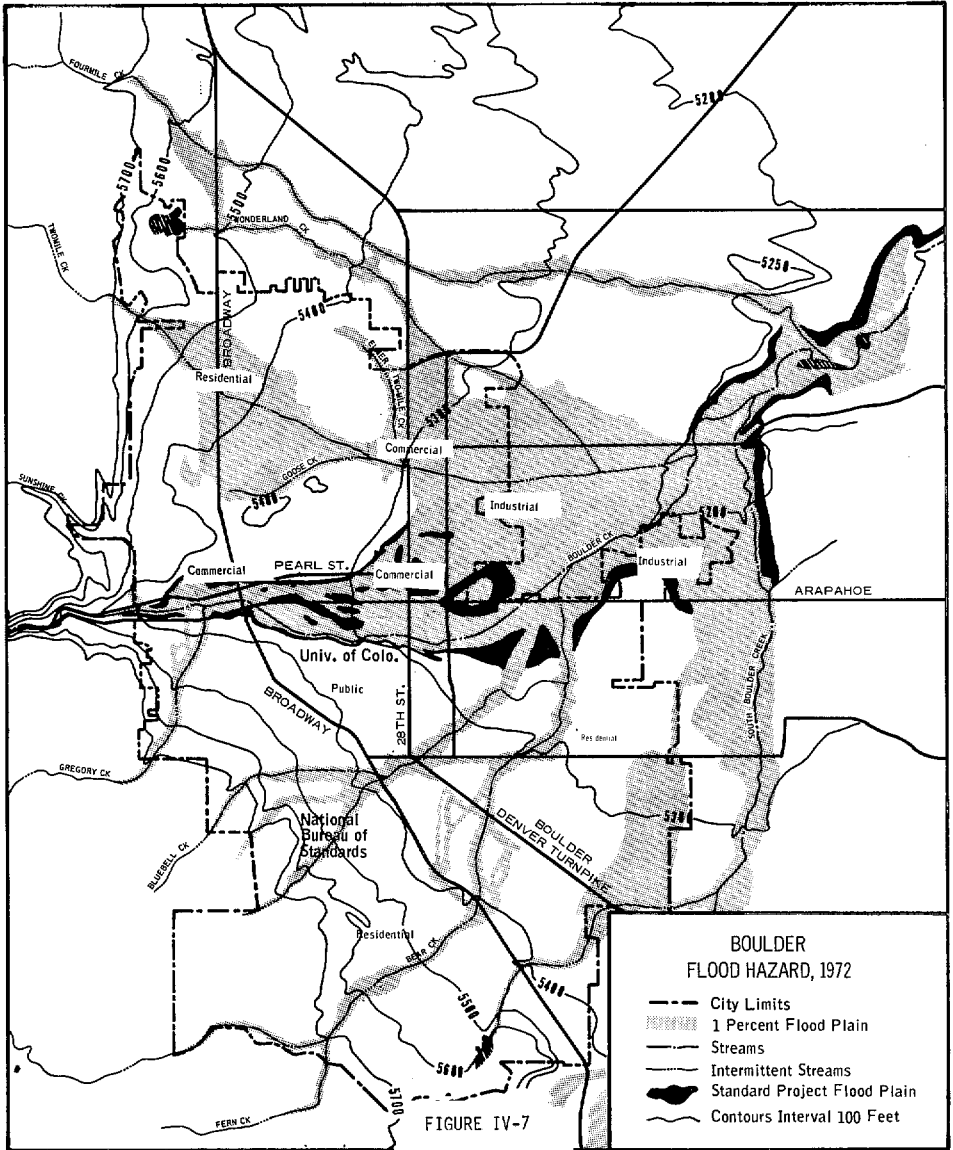 FOURMILE CK
5200
5700
5600
5500
WONDERLAND CK
TWOMILE CK
5250
5400
BROADWAY
ELMERS TWOMILE CK
Residential
5300
Commercial
GOOSE CK
SUNSHINE CK
5400
Industrial
5200
BOULDER CK
PEARL ST.
Commercial
Commercial
Industrial
ARAPAHOE
Univ. of Colo.
Public
BROADWAY
28TH ST.
Residential
SOUTH BOULDER CREEK
GREGORY CK
National
Bureau of
Standards
BLUEBELL CK
BOULDER
DENVER TURNPIKE
5200
Residential
BEAR CK
5400
5500
5600
5700
FERN CK
FIGURE IV-7
BOULDER
FLOOD HAZARD, 1972
City Limits
1 Percent Flood Plain
Streams
Intermittent Streams
Standard Project Flood Plain
Contours Interval 100 Feet